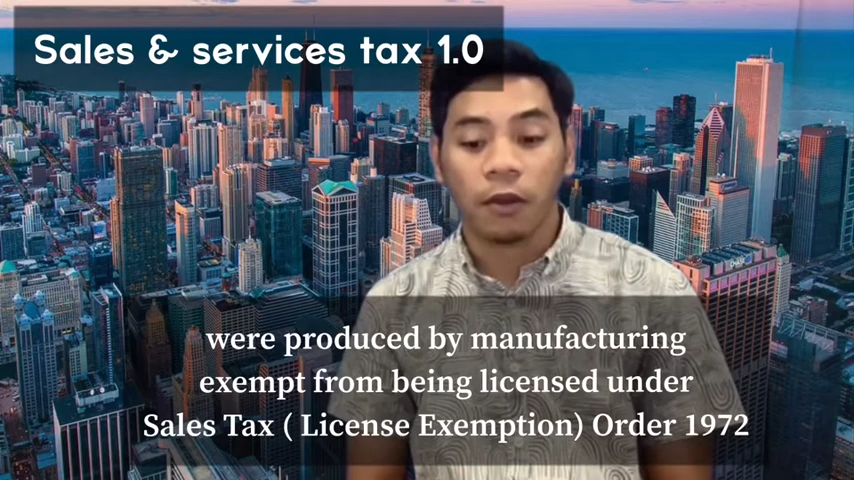 Sales & services tax 1.0
were produced by manufacturing
exempt from being licensed under
Sales Tax ( License Exemption) Order 1972